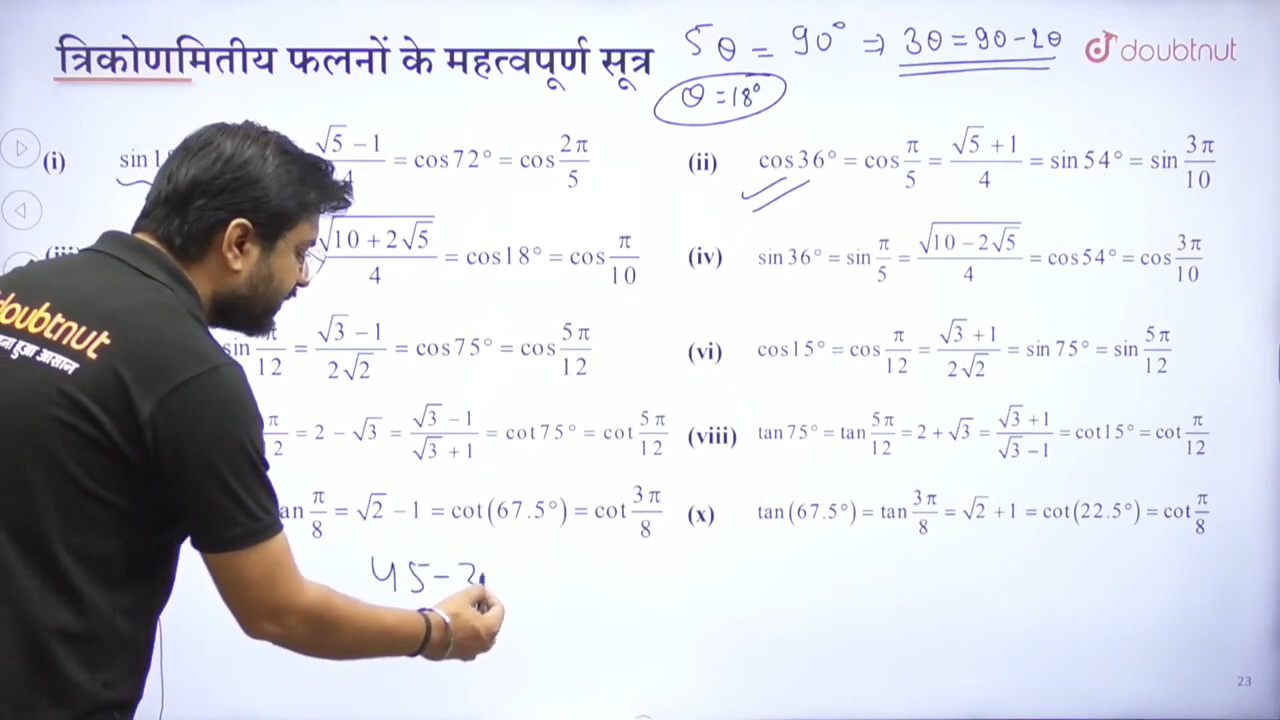 त्रिकोणमितीय फलनों के महत्वपूर्ण सूत्र
5θ = 90° ⇒ 3θ = 90 - 2θ
θ = 18°
doubtnut
(i) sin 1 √5 - 1 / 4 = cos 72° = cos 2π/5
(ii) cos 36° = cos π/5 = (√5 + 1)/4 = sin 54° = sin 3π/10
(iii) √(10 + 2√5) / 4 = cos 18° = cos π/10
(iv) sin 36° = sin π/5 = √(10 - 2√5)/4 = cos 54° = cos 3π/10
sin π/12 = (√3 - 1)/(2√2) = cos 75° = cos 5π/12
(vi) cos 15° = cos π/12 = (√3 + 1)/(2√2) = sin 75° = sin 5π/12
π/12 = 2 - √3 = (√3 - 1)/(√3 + 1) = cot 75° = cot 5π/12
(viii) tan 75° = tan 5π/12 = 2 + √3 = (√3 + 1)/(√3 - 1) = cot 15° = cot π/12
an π/8 = √2 - 1 = cot(67.5°) = cot 3π/8
(x) tan(67.5°) = tan 3π/8 = √2 + 1 = cot(22.5°) = cot π/8
45-3
doubtnut
आसान
23